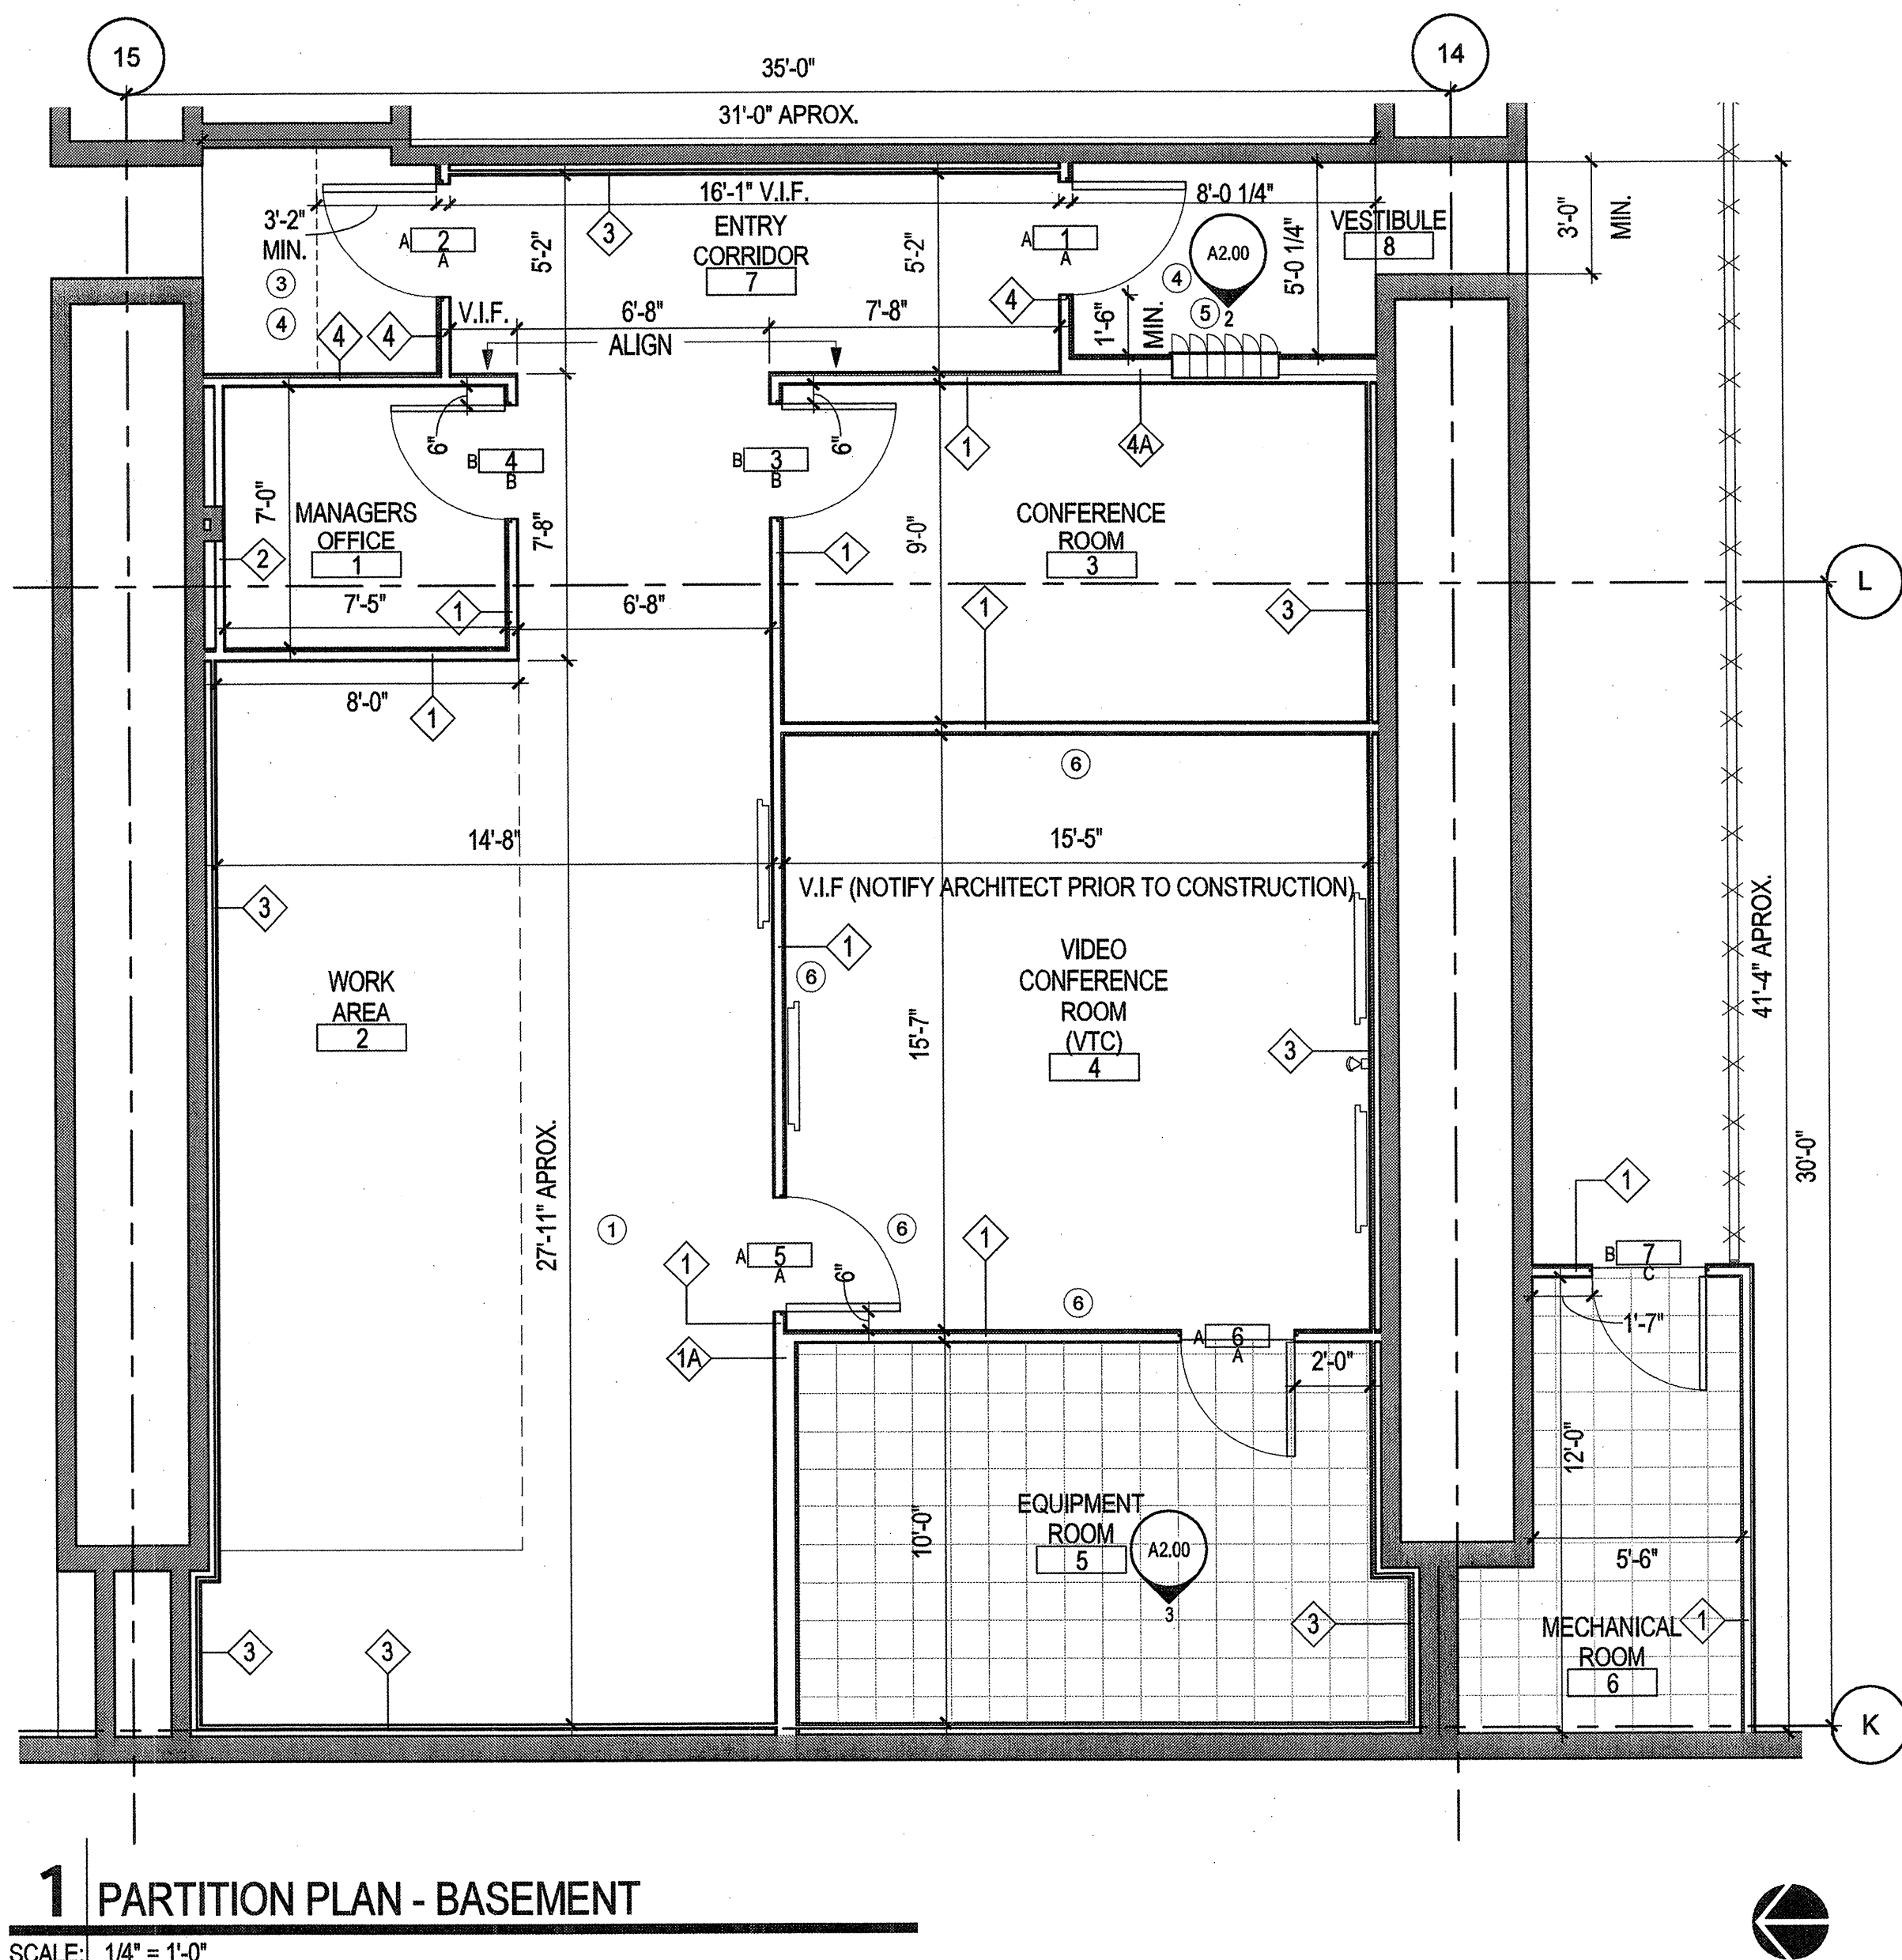 15
14
35'-0"
31'-0" APROX.
16'-1" V.I.F.
8'-0 1/4"
3'-2"
MIN.
3
4
A 2
A
5'-2"
3
ENTRY
CORRIDOR
7
5'-2"
A 1
A
A2.00
2
4
5
VESTIBULE
8
5'-0 1/4"
3'-0"
MIN.
4
4
V.I.F.
6'-8"
7'-8"
ALIGN
4
1'-6"
MIN.
6"
B 4
B
B 3
B
6"
1
4A
7'-0"
MANAGERS
OFFICE
1
2
7'-5"
1
7'-8"
6'-8"
1
9'-0"
CONFERENCE
ROOM
3
1
3
L
8'-0"
1
6
14'-8"
15'-5"
V.I.F (NOTIFY ARCHITECT PRIOR TO CONSTRUCTION)
3
1
6
WORK
AREA
2
VIDEO
CONFERENCE
ROOM
(VTC)
4
15'-7"
3
41'-4" APROX.
30'-0"
27'-11" APROX.
1
A 5
A
6
1
1
6"
6
1A
A 6
A
2'-0"
1
B 7
C
1'-7"
12'-0"
10'-0"
EQUIPMENT
ROOM
5
A2.00
3
3
5'-6"
MECHANICAL
ROOM
6
1
3
3
K
1 PARTITION PLAN - BASEMENT
SCALE: 1/4" = 1'-0"